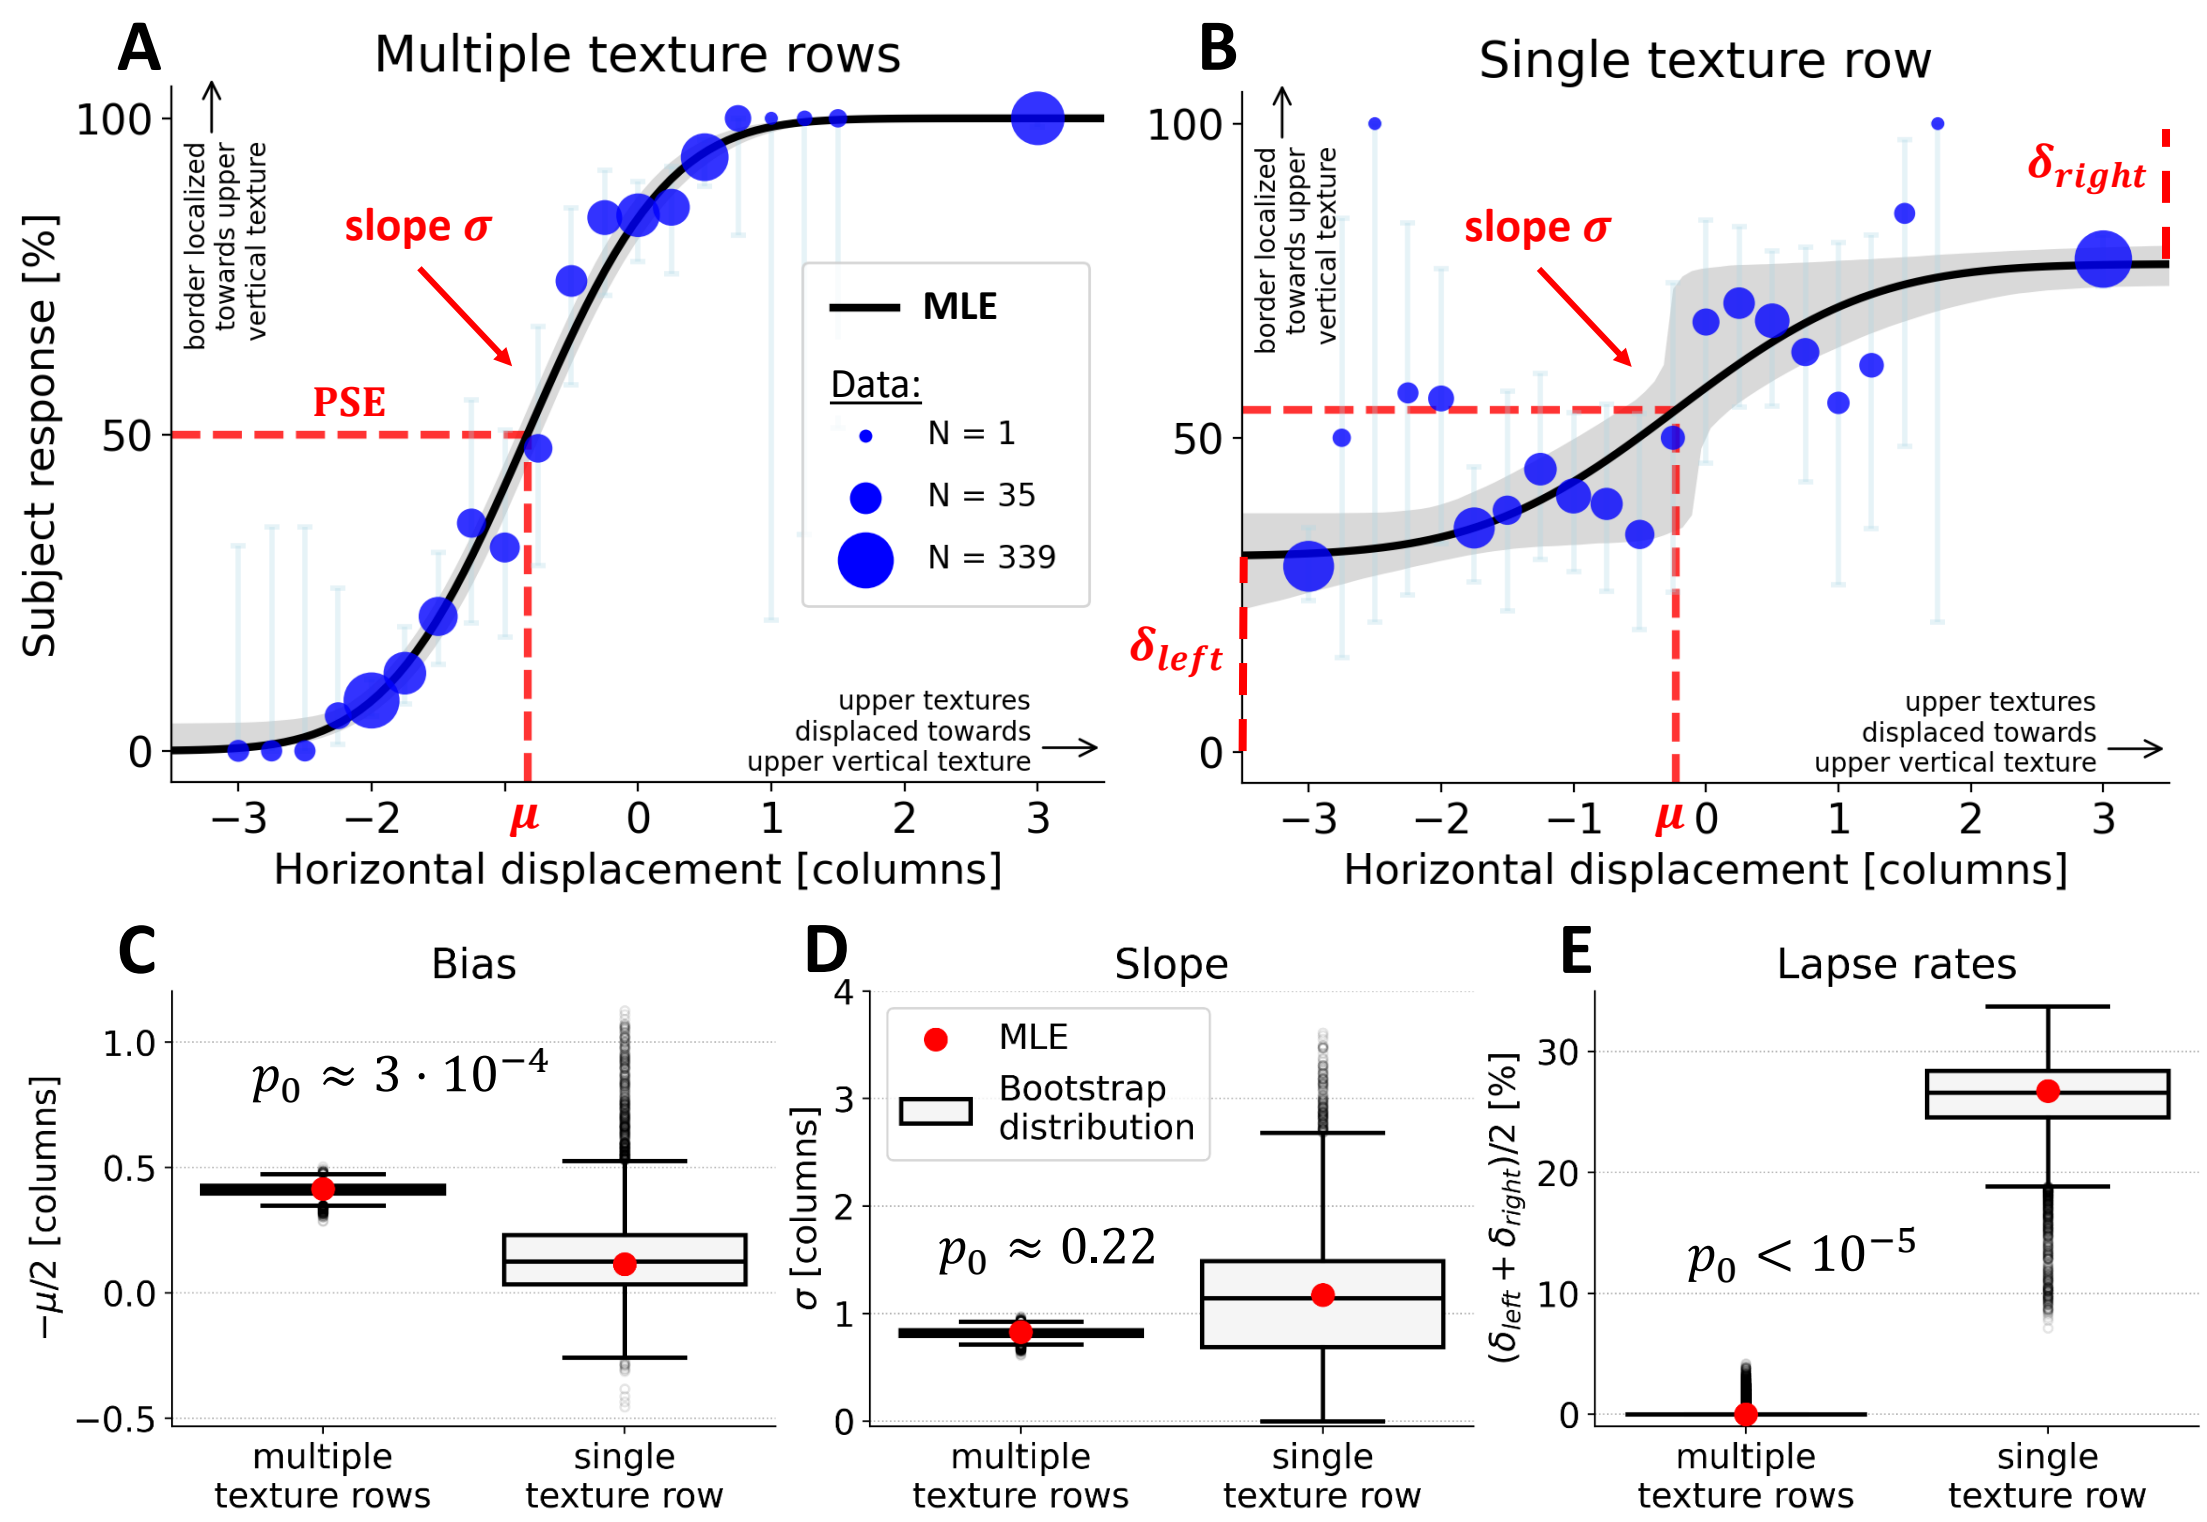 A
Multiple texture rows
100
50
0
Subject response [%]
border localized
towards upper
vertical texture
slope σ
PSE
MLE
Data:
N = 1
N = 35
N = 339
upper textures
displaced towards
upper vertical texture
−3
−2
μ
0
1
2
3
Horizontal displacement [columns]
B
Single texture row
100
50
0
border localized
towards upper
vertical texture
slope σ
δright
δleft
upper textures
displaced towards
upper vertical texture
−3
−2
−1
μ
0
1
2
3
Horizontal displacement [columns]
C
Bias
1.0
0.5
0.0
−0.5
−μ/2 [columns]
p0 ≈ 3 · 10−4
multiple
texture rows
single
texture row
D
Slope
4
3
2
1
0
σ [columns]
MLE
Bootstrap
distribution
p0 ≈ 0.22
multiple
texture rows
single
texture row
E
Lapse rates
30
20
10
0
(δleft + δright)/2 [%]
p0 < 10−5
multiple
texture rows
single
texture row